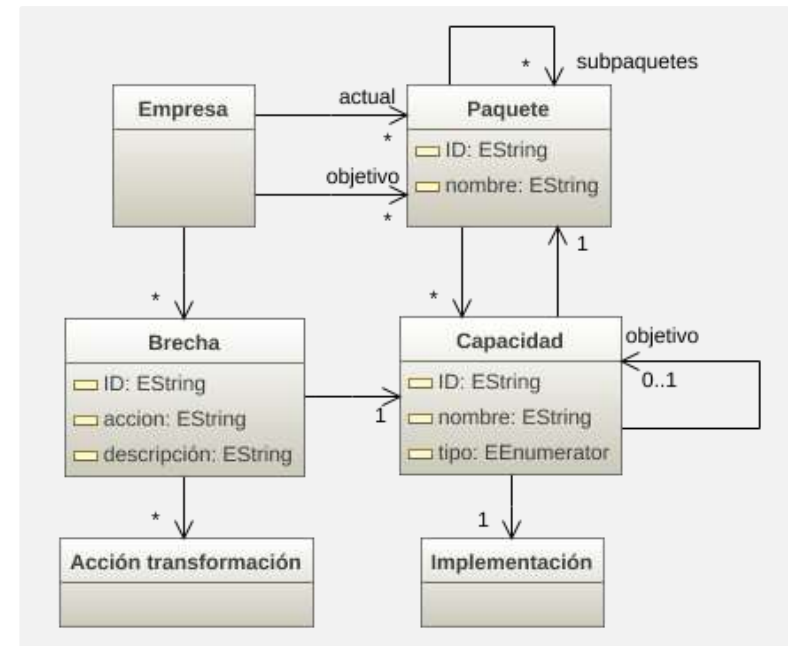 *
subpaquetes
Empresa
actual
*
objetivo
*
Paquete
ID: EString
nombre: EString
*
*
1
Brecha
ID: EString
accion: EString
descripción: EString
1
Capacidad
ID: EString
nombre: EString
tipo: EEnumerator
objetivo
0..1
*
1
Acción transformación
Implementación